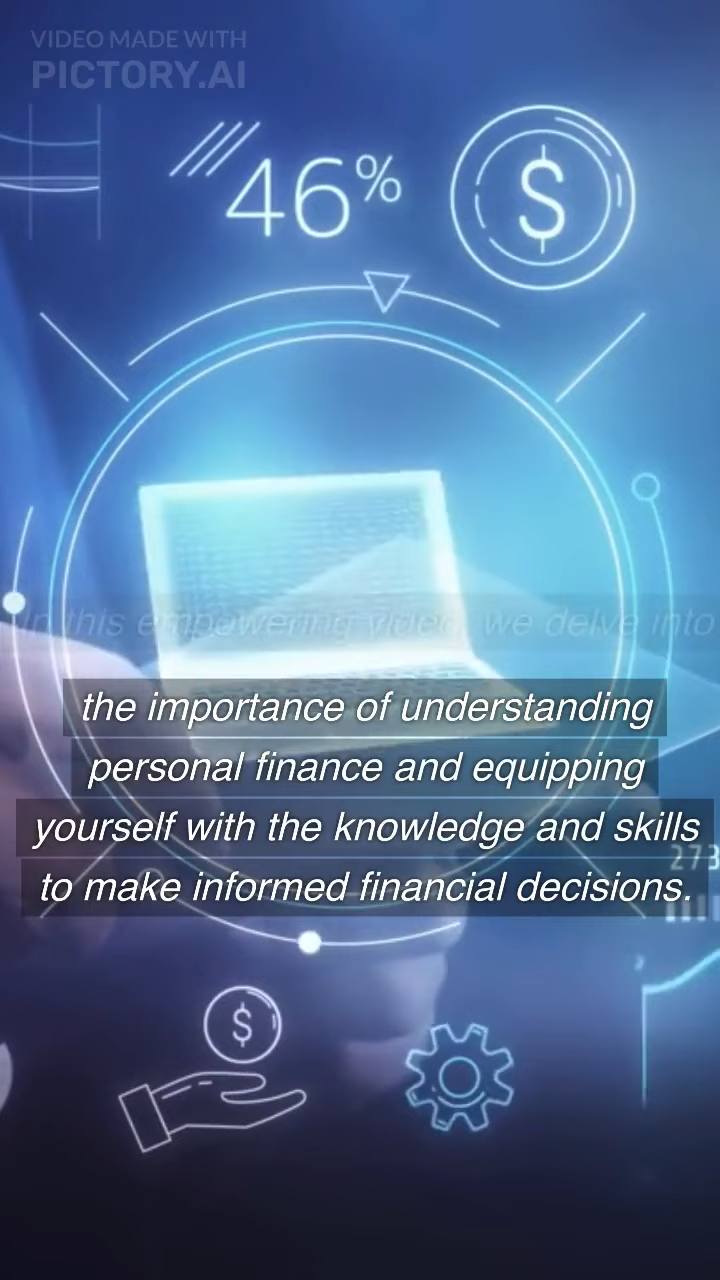 VIDEO MADE WITH
PICTORY.AI
46%
$
In this empowering video, we delve into
the importance of understanding
personal finance and equipping
yourself with the knowledge and skills
to make informed financial decisions.
273
$